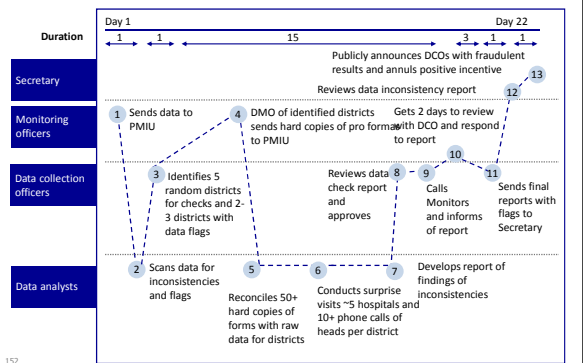 Day 1
Day 22
Duration
1
1
15
3
1
1
Publicly announces DCOs with fraudulent
results and annuls positive incentive
13
Secretary
Reviews data inconsistency report
12
Monitoring
officers
1
Sends data to
PMIU
4
DMO of identified districts
sends hard copies of pro formas
to PMIU
Gets 2 days to review
with DCO and respond
to report
10
Data collection
officers
3
Identifies 5
random districts
for checks and 2-
3 districts with
data flags
Reviews data
check report
and
approves
8
9
Calls
Monitors
and informs
of report
11
Sends final
reports with
flags to
Secretary
Data analysts
2
Scans data for
inconsistencies
and flags
5
Reconciles 50+
hard copies of
forms with raw
data for districts
6
Conducts surprise
visits ~5 hospitals and
10+ phone calls of
heads per district
7
Develops report of
findings of
inconsistencies
157